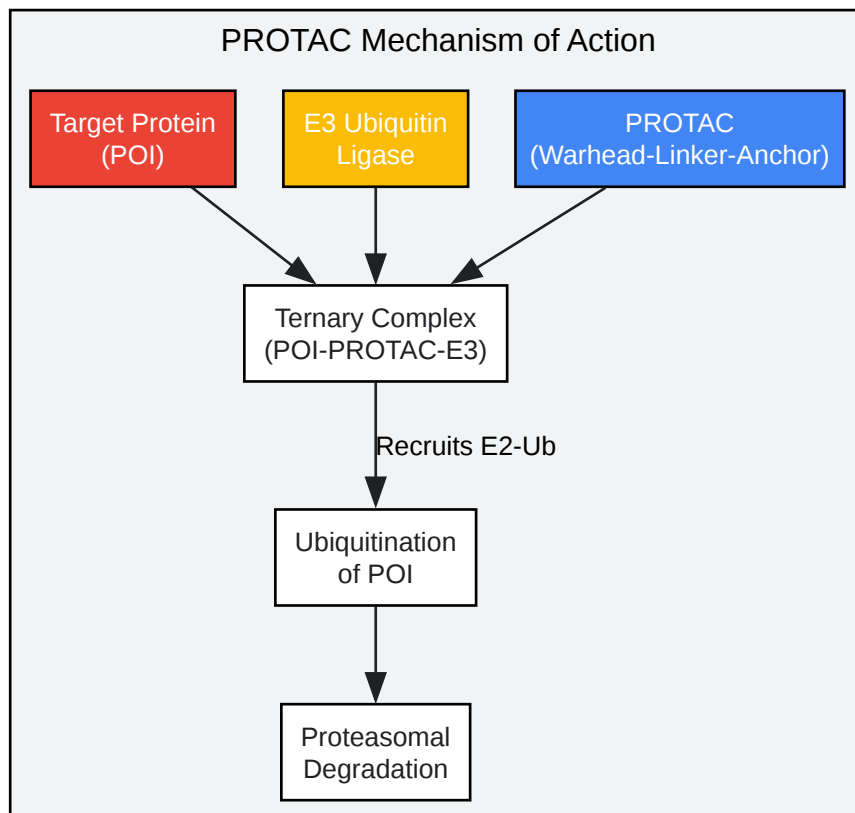 PROTAC Mechanism of Action
Target Protein
(POI)
E3 Ubiquitin
Ligase
PROTAC
(Warhead-Linker-Anchor)
Ternary Complex
(POI-PROTAC-E3)
Recruits E2-Ub
Ubiquitination
of POI
Proteasomal
Degradation